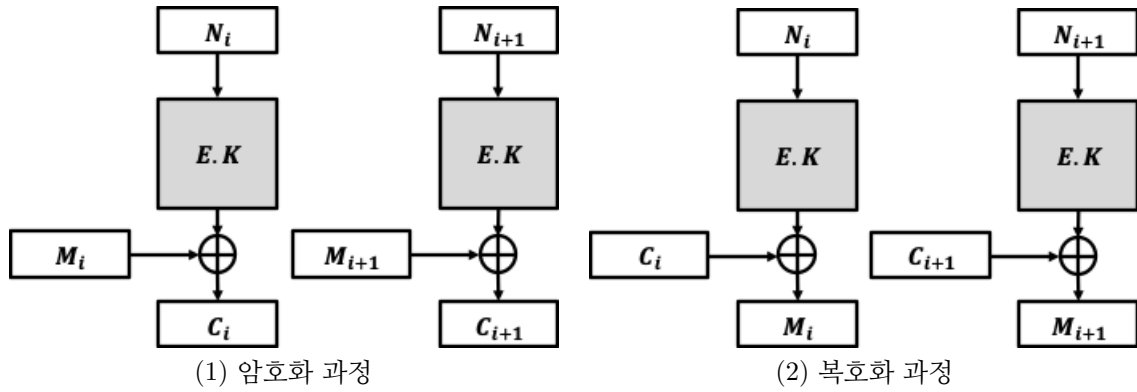 N_i N_{i+1} N_i N_{i+1}
E.K E.K E.K E.K
M_i M_{i+1} C_i C_{i+1}
C_i C_{i+1} M_i M_{i+1}
(1) 암호화 과정 (2) 복호화 과정